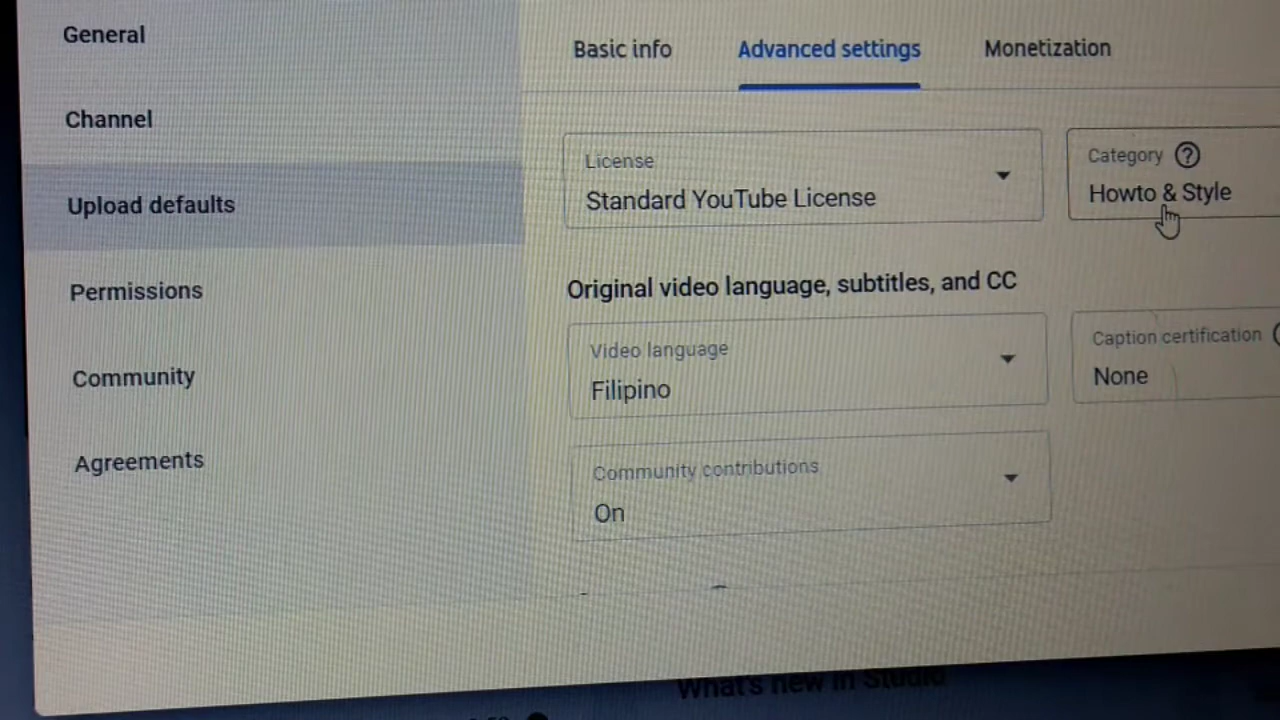 General
Channel
Upload defaults
Permissions
Community
Agreements
Basic info
Advanced settings
Monetization
License
Standard YouTube License
Category ?
Howto & Style
Original video language, subtitles, and CC
Video language
Filipino
Caption certification
None
Community contributions
On
What's new in Studio